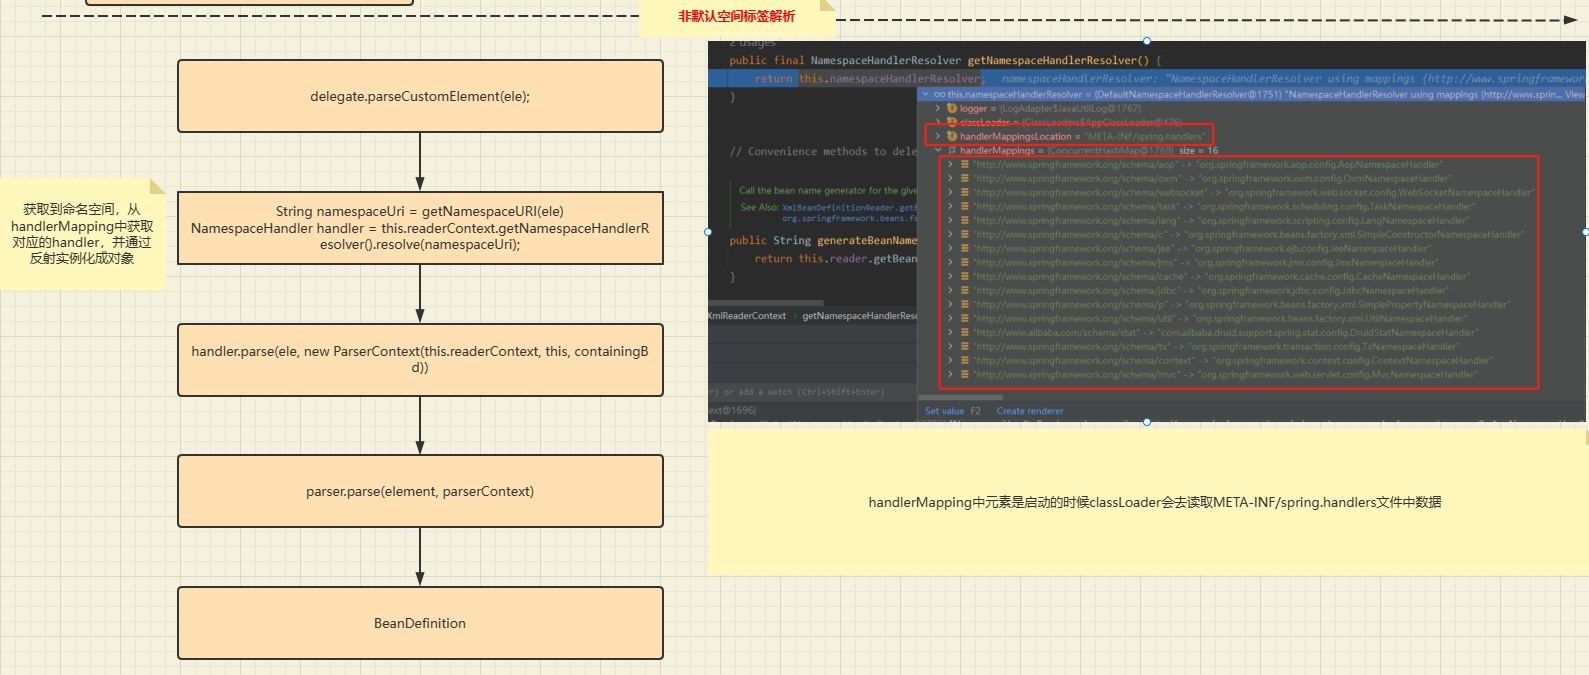 非默认空间标签解析
delegate.parseCustomElement(ele);
获取到命名空间，从
handlerMapping中获取
对应的handler，并通过
反射实例化成对象
String namespaceUri = getNamespaceURI(ele)
NamespaceHandler handler = this.readerContext.getNamespaceHandlerR
esolver().resolve(namespaceUri);
handler.parse(ele, new ParserContext(this.readerContext, this, containingB
d))
parser.parse(element, parserContext)
BeanDefinition
2 usages
public final NamespaceHandlerResolver getNamespaceHandlerResolver() {
return this.namespaceHandlerResolver; namespaceHandlerResolver: "NamespaceHandlerResolver using mappings {http://www.springframewor
}
this.namespaceHandlerResolver = {DefaultNamespaceHandlerResolver@1751} "NamespaceHandlerResolver using mappings {http://www.sprin... View
logger = {LogAdapter$JavaUtilLog@1767}
classLoader = {ClassLoaders$AppClassLoader@476}
handlerMappingsLocation = "META-INF/spring.handlers"
handlerMappings = {ConcurrentHashMap@1769} size = 16
"http://www.springframework.org/schema/aop" -> "org.springframework.aop.config.AopNamespaceHandler"
"http://www.springframework.org/schema/oxm" -> "org.springframework.oxm.config.OxmNamespaceHandler"
"http://www.springframework.org/schema/websocket" -> "org.springframework.web.socket.config.WebSocketNamespaceHandler"
"http://www.springframework.org/schema/task" -> "org.springframework.scheduling.config.TaskNamespaceHandler"
"http://www.springframework.org/schema/lang" -> "org.springframework.scripting.config.LangNamespaceHandler"
"http://www.springframework.org/schema/c" -> "org.springframework.beans.factory.xml.SimpleConstructorNamespaceHandler"
"http://www.springframework.org/schema/jee" -> "org.springframework.ejb.config.JeeNamespaceHandler"
"http://www.springframework.org/schema/jms" -> "org.springframework.jms.config.JmsNamespaceHandler"
"http://www.springframework.org/schema/cache" -> "org.springframework.cache.config.CacheNamespaceHandler"
"http://www.springframework.org/schema/jdbc" -> "org.springframework.jdbc.config.JdbcNamespaceHandler"
"http://www.springframework.org/schema/p" -> "org.springframework.beans.factory.xml.SimplePropertyNamespaceHandler"
"http://www.springframework.org/schema/util" -> "org.springframework.beans.factory.xml.UtilNamespaceHandler"
"http://www.alibaba.com/schema/stat" -> "com.alibaba.druid.support.spring.stat.config.DruidStatNamespaceHandler"
"http://www.springframework.org/schema/tx" -> "org.springframework.transaction.config.TxNamespaceHandler"
"http://www.springframework.org/schema/context" -> "org.springframework.context.config.ContextNamespaceHandler"
"http://www.springframework.org/schema/mvc" -> "org.springframework.web.servlet.config.MvcNamespaceHandler"
Set value F2 Create renderer
// Convenience methods to dele
Call the bean name generator for the give
See Also: XmlBeanDefinitionReader.getB
org.springframework.beans.fa
public String generateBeanName
return this.reader.getBean
}
XmlReaderContext > getNamespaceHandlerReso
r) or add a watch (Ctrl+Shift+Enter)
ext@1696)
handlerMapping中元素是启动的时候classLoader会去读取META-INF/spring.handlers文件中数据